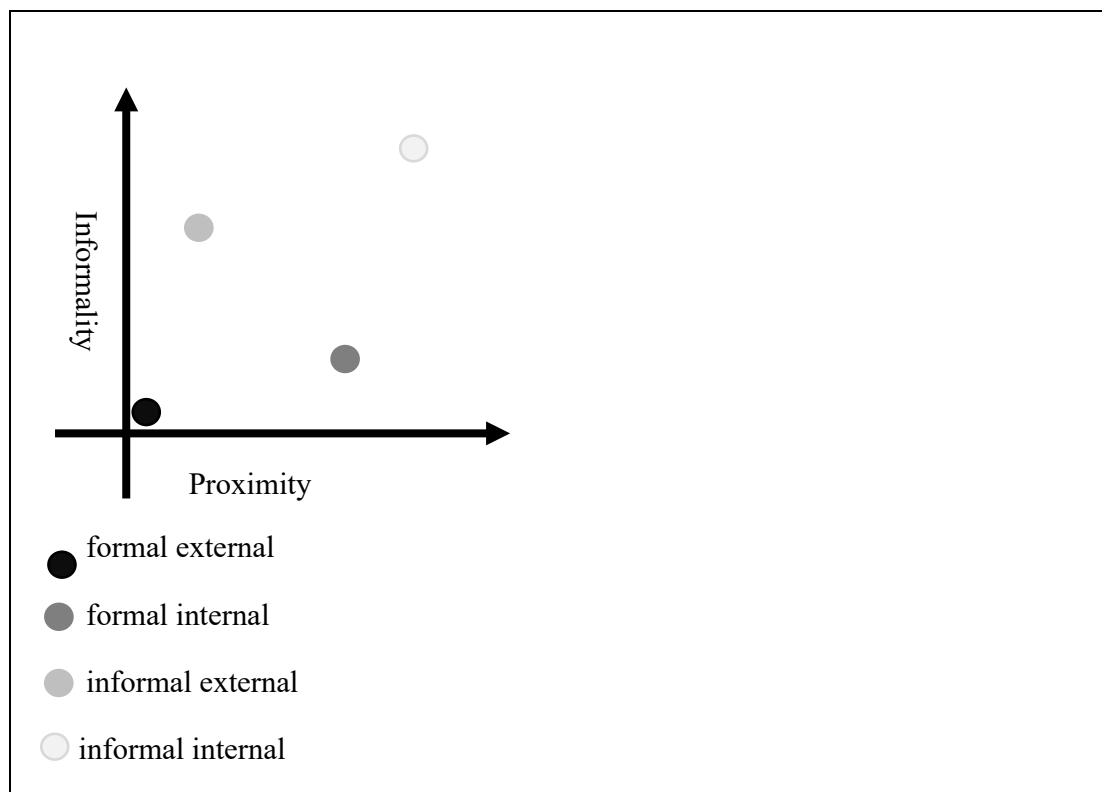 Informality
Proximity
formal external
formal internal
informal external
informal internal